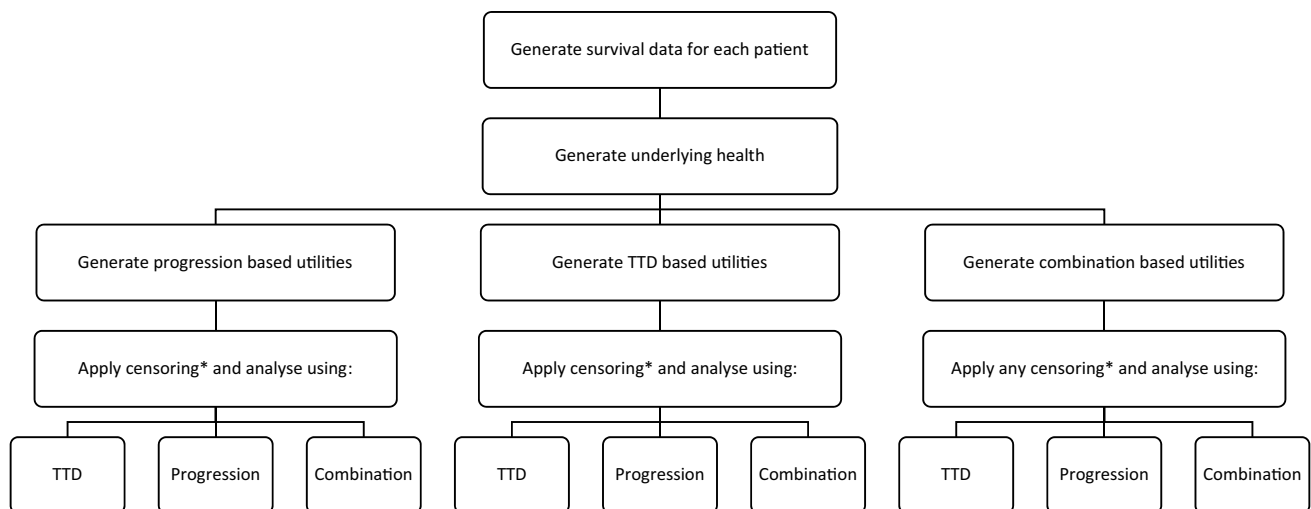 Generate survival data for each patient
Generate underlying health
Generate progression based utilities
Generate TTD based utilities
Generate combination based utilities
Apply censoring* and analyse using:
Apply censoring* and analyse using:
Apply any censoring* and analyse using:
TTD
Progression
Combination
TTD
Progression
Combination
TTD
Progression
Combination